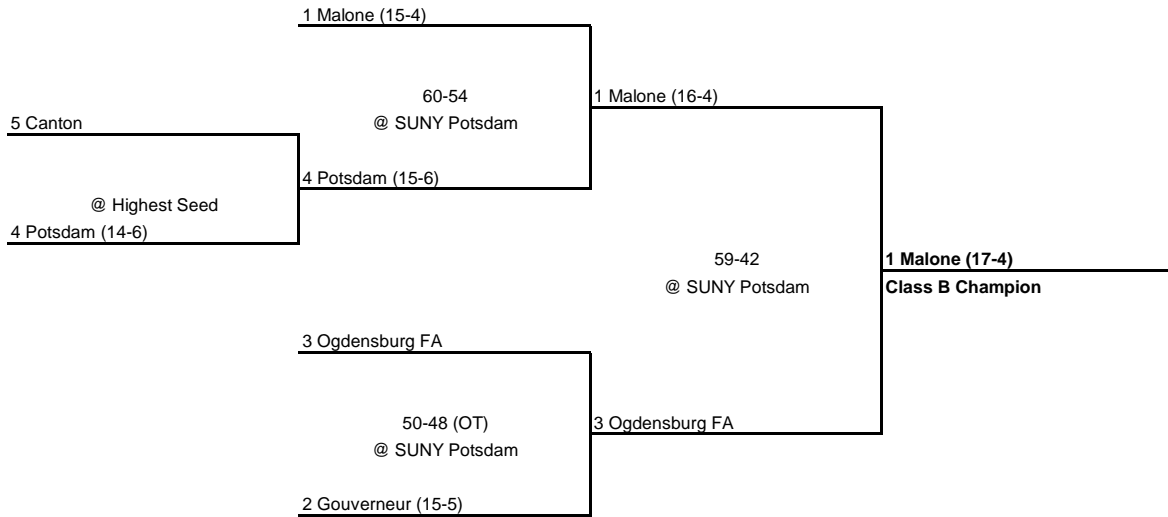 1 Malone (15-4)
60-54
1 Malone (16-4)
@ SUNY Potsdam
5 Canton
4 Potsdam (15-6)
@ Highest Seed
4 Potsdam (14-6)
59-42
1 Malone (17-4)
@ SUNY Potsdam
Class B Champion
3 Ogdensburg FA
50-48 (OT)
3 Ogdensburg FA
@ SUNY Potsdam
2 Gouverneur (15-5)